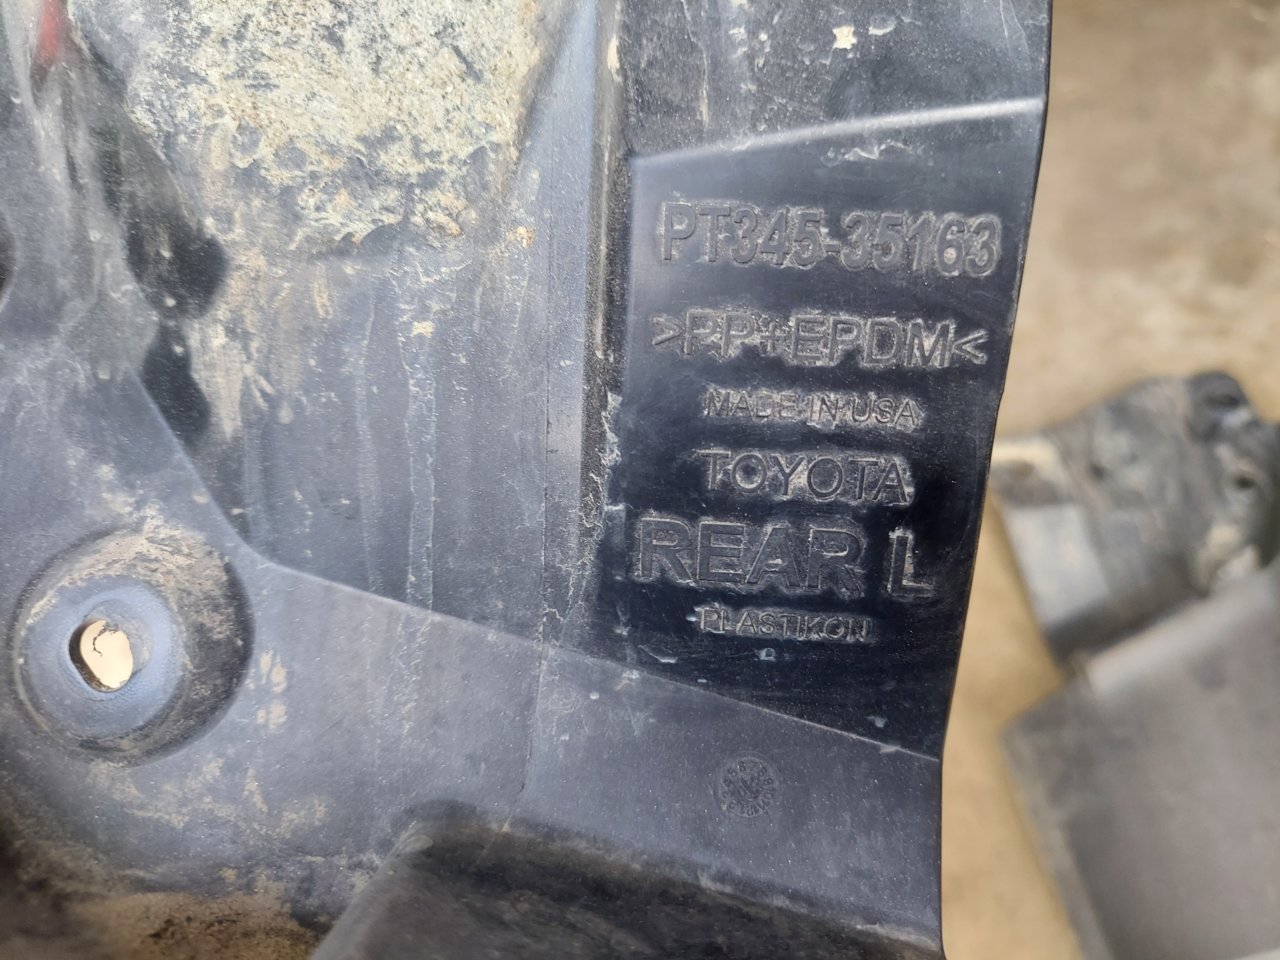 PT345-35163
>PP+EPDM<
MADE IN USA
TOYOTA
REAR L
PLASTIKON